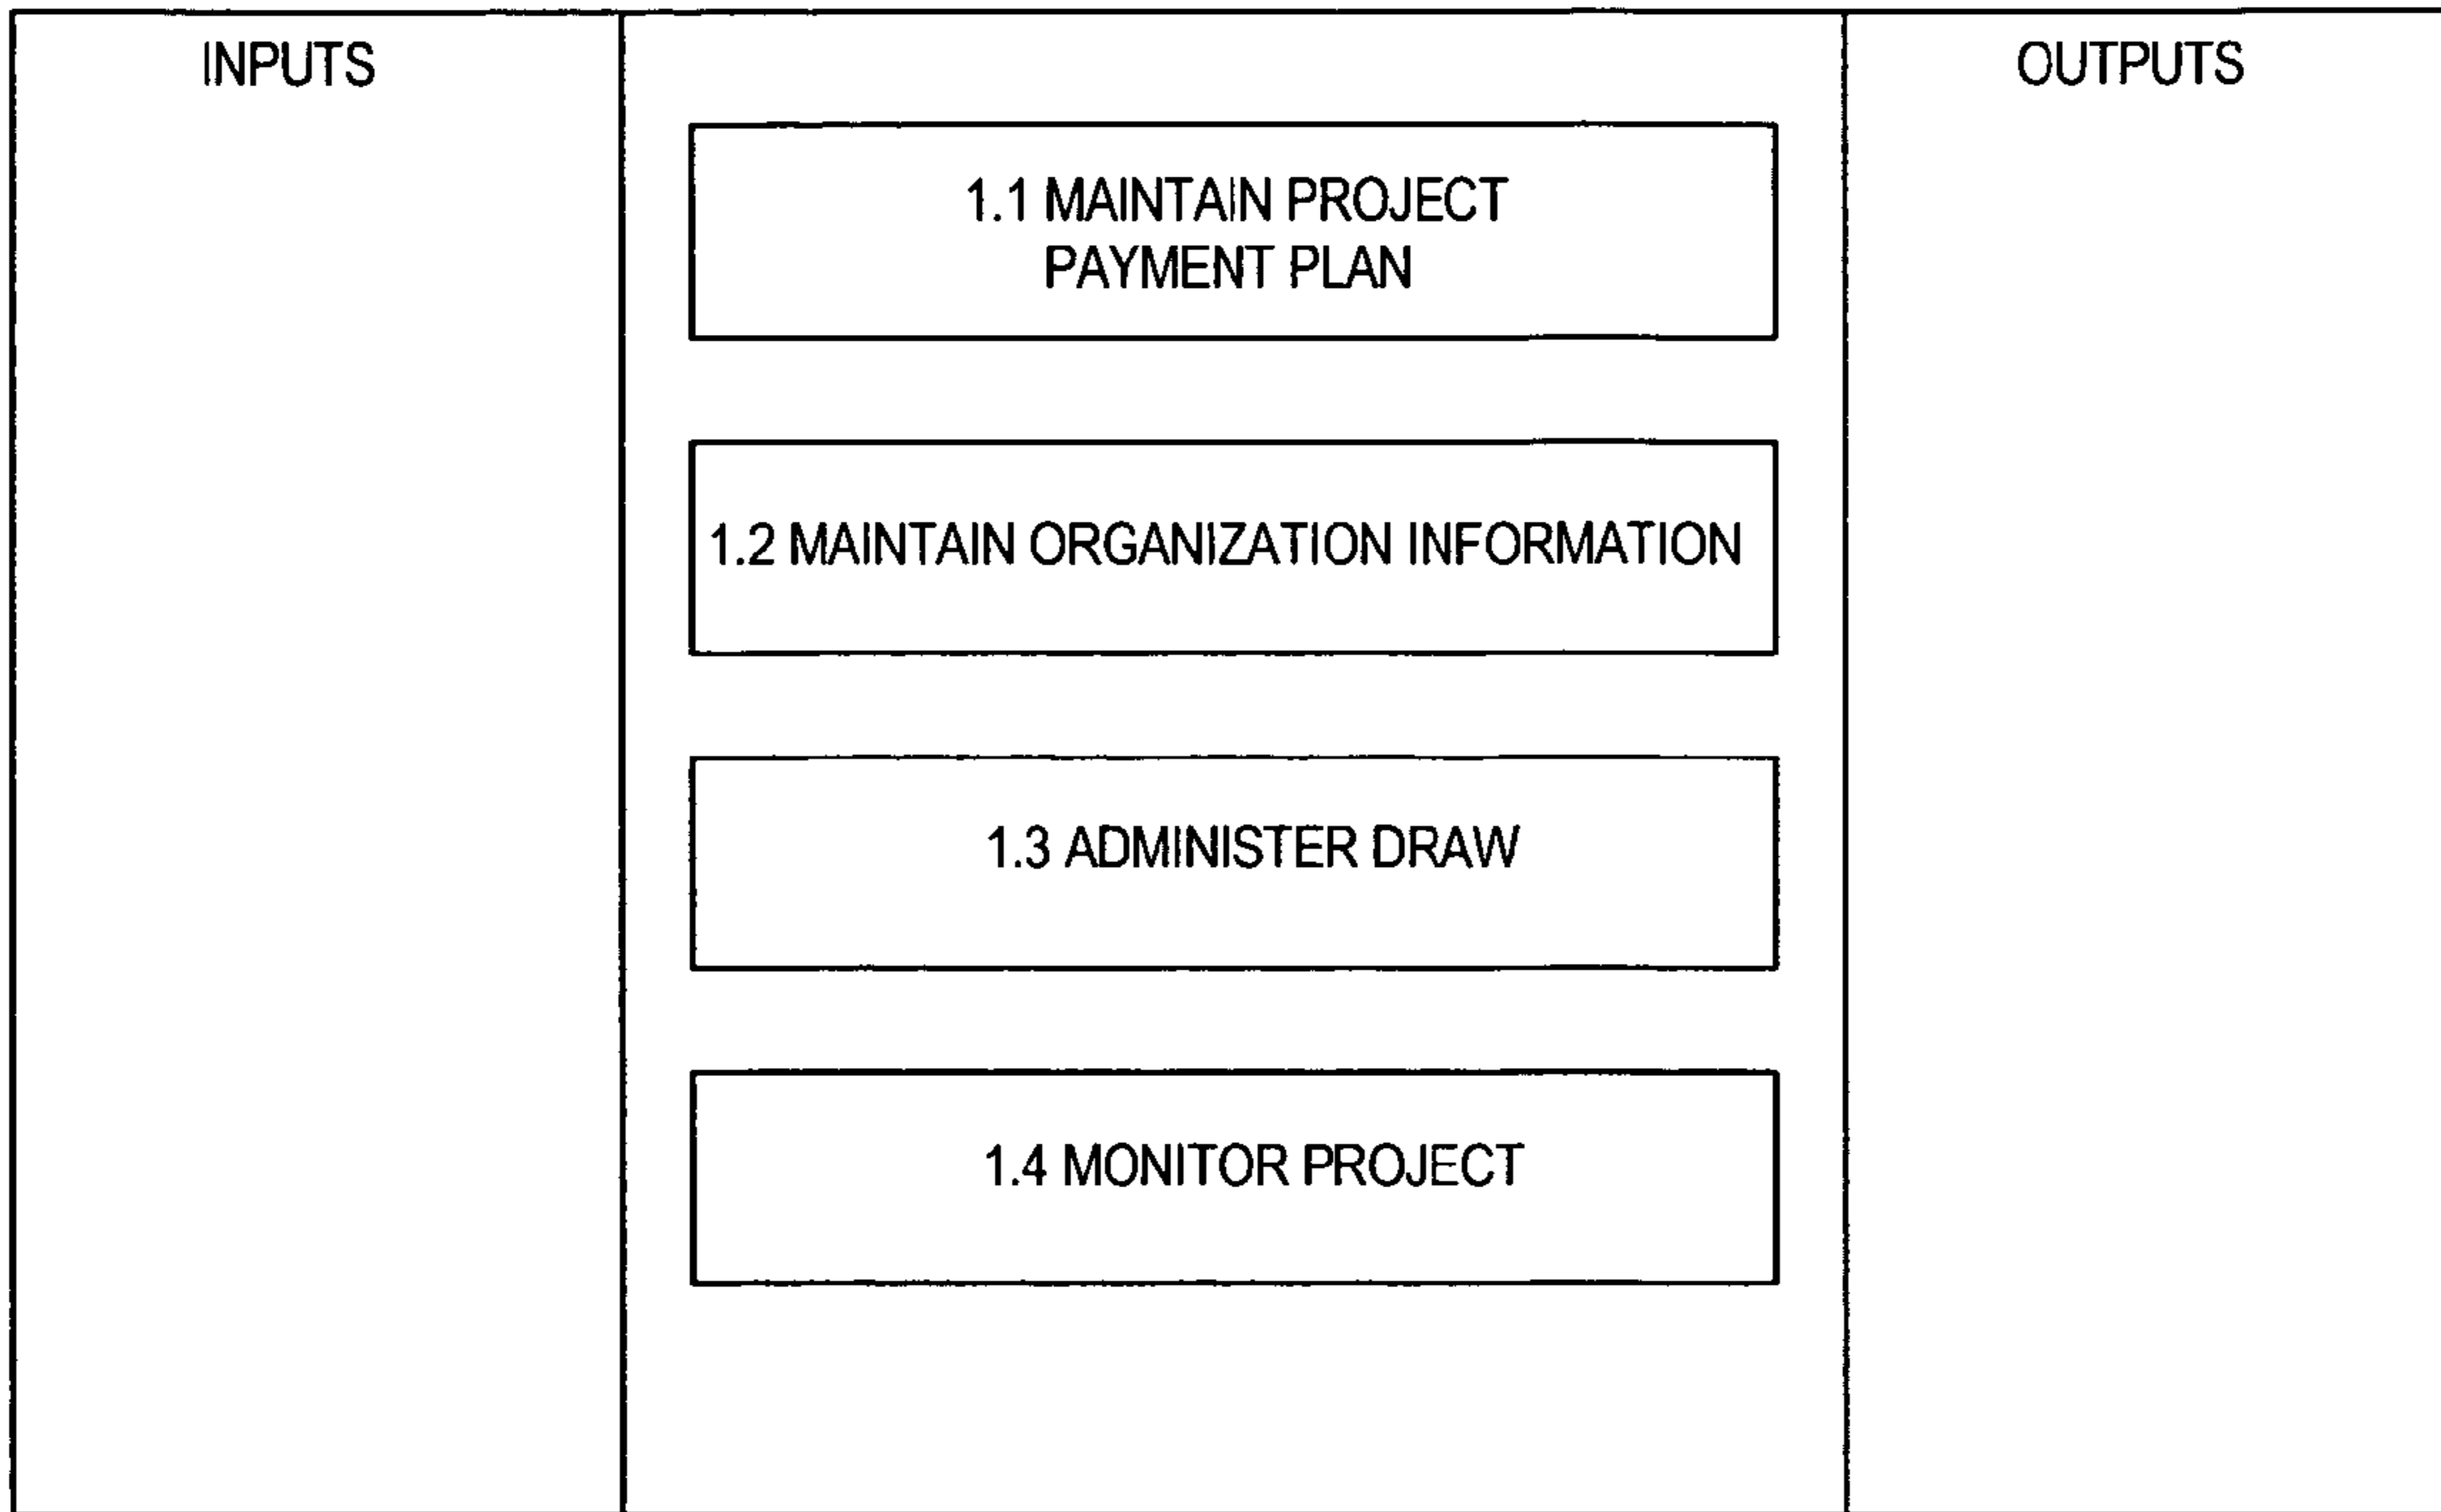 INPUTS
OUTPUTS
1.1 MAINTAIN PROJECT
PAYMENT PLAN
1.2 MAINTAIN ORGANIZATION INFORMATION
1.3 ADMINISTER DRAW
1.4 MONITOR PROJECT